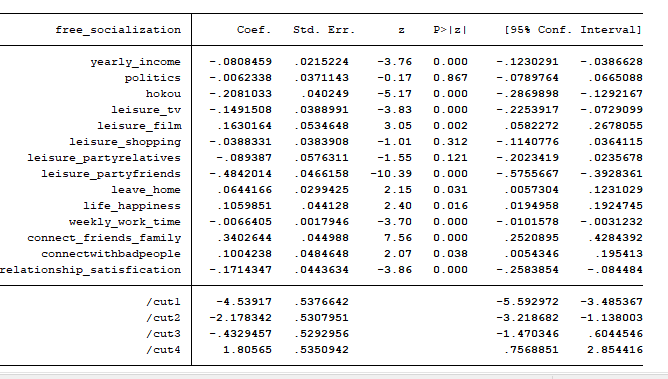 free_socialization Coef. Std. Err. z P>|z| [95% Conf. Interval]
yearly_income -.0808459 .0215224 -3.76 0.000 -.1230291 -.0386628
politics -.0062338 .0371143 -0.17 0.867 -.0789764 .0665088
hokou -.2081033 .040249 -5.17 0.000 -.2869898 -.1292167
leisure_tv -.1491508 .0388991 -3.83 0.000 -.2253917 -.0729099
leisure_film .1630164 .0534648 3.05 0.002 .0582272 .2678055
leisure_shopping -.0388331 .0383908 -1.01 0.312 -.1140776 .0364115
leisure_partyrelatives -.089387 .0576311 -1.55 0.121 -.2023419 .0235678
leisure_partyfriends -.4842014 .0466158 -10.39 0.000 -.5755667 -.3928361
leave_home .0644166 .0299425 2.15 0.031 .0057304 .1231029
life_happiness .1059851 .044128 2.40 0.016 .0194958 .1924745
weekly_work_time -.0066405 .0017946 -3.70 0.000 -.0101578 -.0031232
connect_friends_family .3402644 .044988 7.56 0.000 .2520895 .4284392
connectwithbadpeople .1004238 .0484648 2.07 0.038 .0054346 .195413
relationship_satisfication -.1714347 .0443634 -3.86 0.000 -.2583854 -.084484
/cut1 -4.53917 .5376642 -5.592972 -3.485367
/cut2 -2.178342 .5307951 -3.218682 -1.138003
/cut3 -.4329457 .5292956 -1.470346 .6044546
/cut4 1.80565 .5350942 .7568851 2.854416